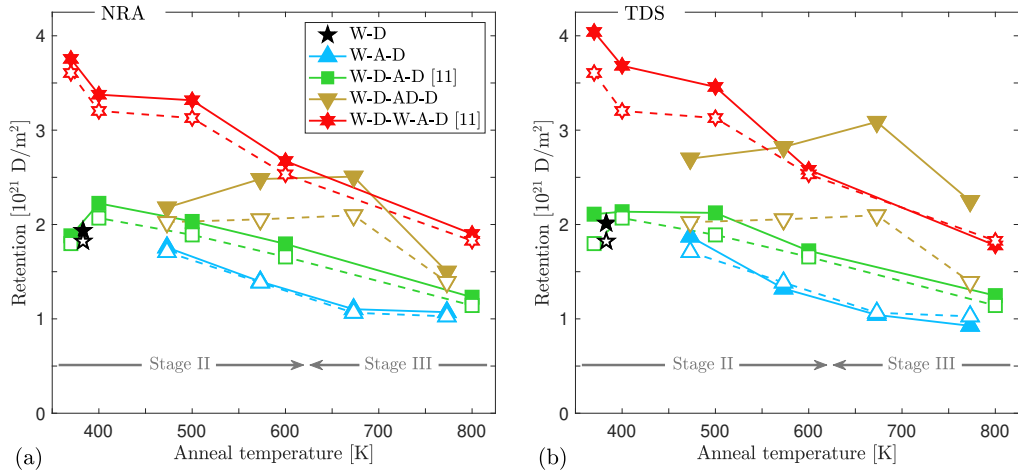 NRA
W-D
W-A-D
W-D-A-D [11]
W-D-AD-D
W-D-W-A-D [11]
4
3
2
1
0
Retention [10²¹ D/m²]
Stage II
Stage III
400
500
600
700
800
(a)
Anneal temperature [K]
TDS
4
3
2
1
0
Retention [10²¹ D/m²]
Stage II
Stage III
400
500
600
700
800
(b)
Anneal temperature [K]